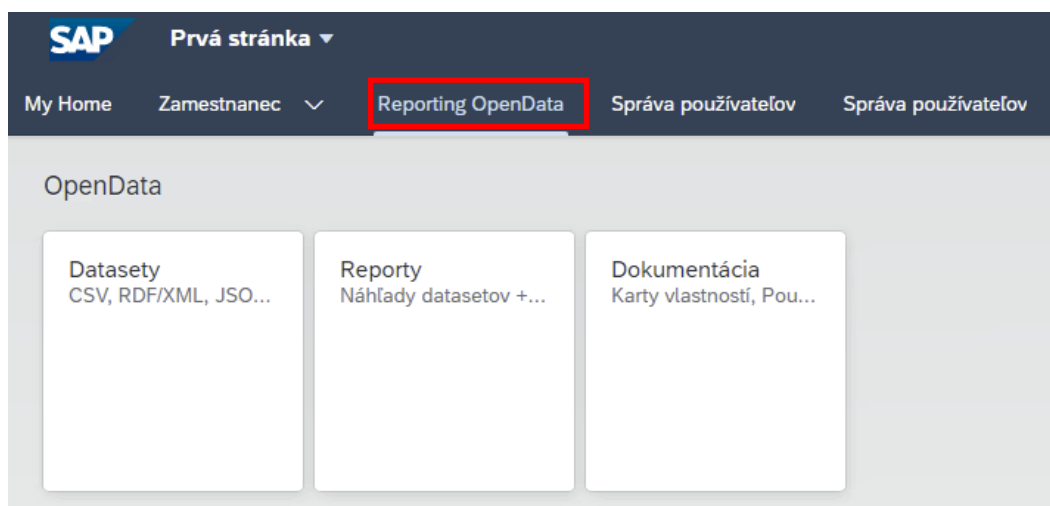 SAP Prvá stránka
My Home Zamestnanec Reporting OpenData Správa používateľov Správa používateľov
OpenData
Datasety Reporty Dokumentácia
CSV, RDF/XML, JSO... Náhľady datasetov +... Karty vlastností, Pou...